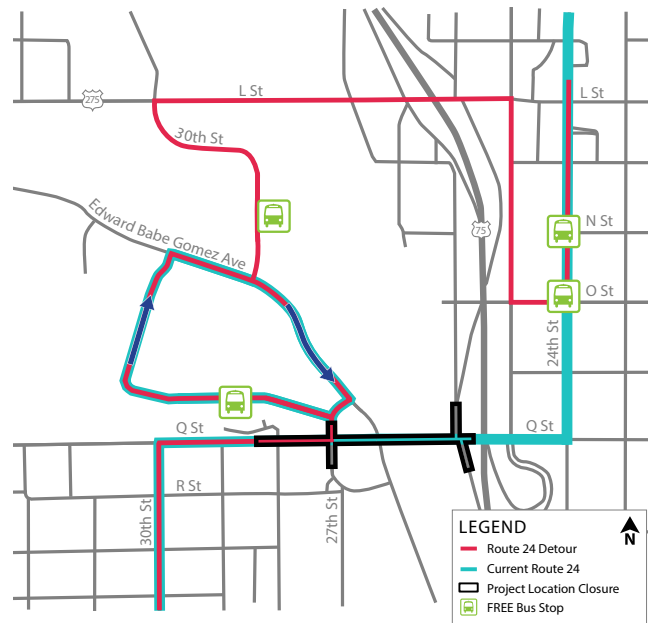 L St
L St
275
30th St
N St
Edward Babe Gomez Ave
75
O St
24th St
Q St
Q St
R St
30th St
27th St
LEGEND
N
Route 24 Detour
Current Route 24
Project Location Closure
FREE Bus Stop